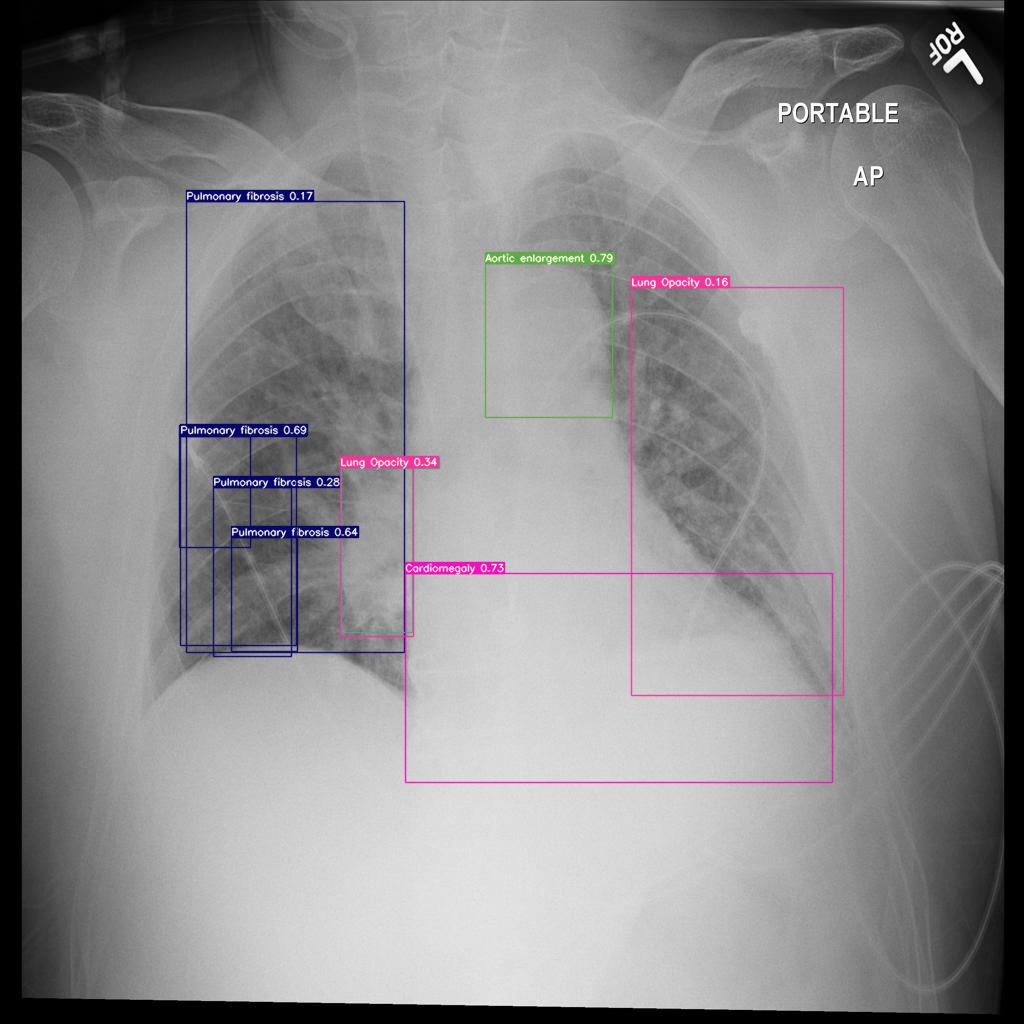 ROF
L
PORTABLE
AP
Pulmonary fibrosis 0.17
Aortic enlargement 0.79
Lung Opacity 0.16
Pulmonary fibrosis 0.69
Lung Opacity 0.34
Pulmonary fibrosis 0.28
Pulmonary fibrosis 0.64
Cardiomegaly 0.73